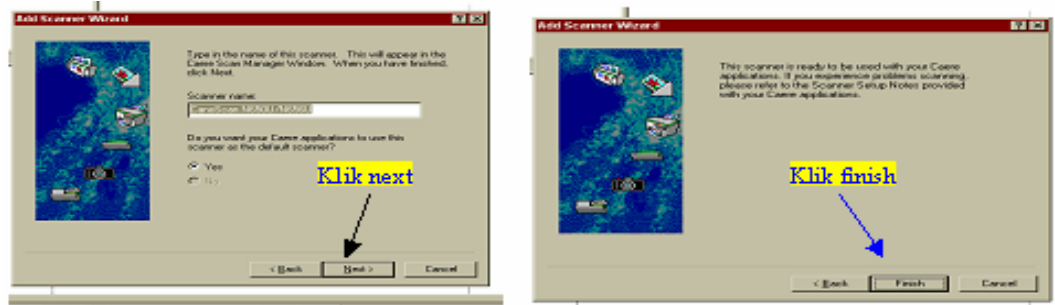 Add Scanner Wizard
Type in the name of this scanner. This will appear in the
Caere Scan Manager Window. When you have finished,
click Next.
Scanner name:
Do you want your Caere applications to use this
scanner as the default scanner?
Yes
No
Klik next
< Back
Next >
Cancel
Add Scanner Wizard
This scanner is ready to be used with your Caere
applications. If you experience problems scanning,
please refer to the Scanner Setup Notes provided
with your Caere applications.
Klik finish
< Back
Finish
Cancel